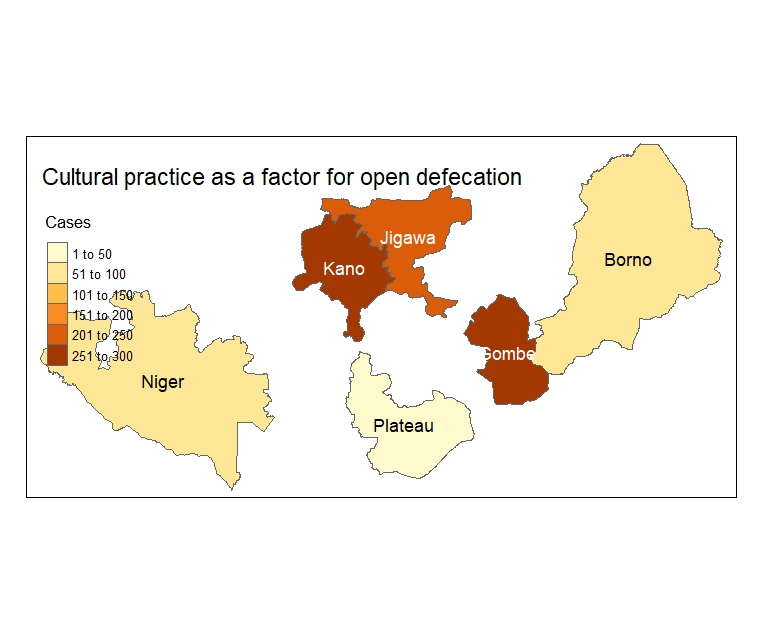 Cultural practice as a factor for open defecation
Cases
1 to 50
51 to 100
101 to 150
151 to 200
201 to 250
251 to 300
Jigawa
Kano
Borno
Gombe
Niger
Plateau